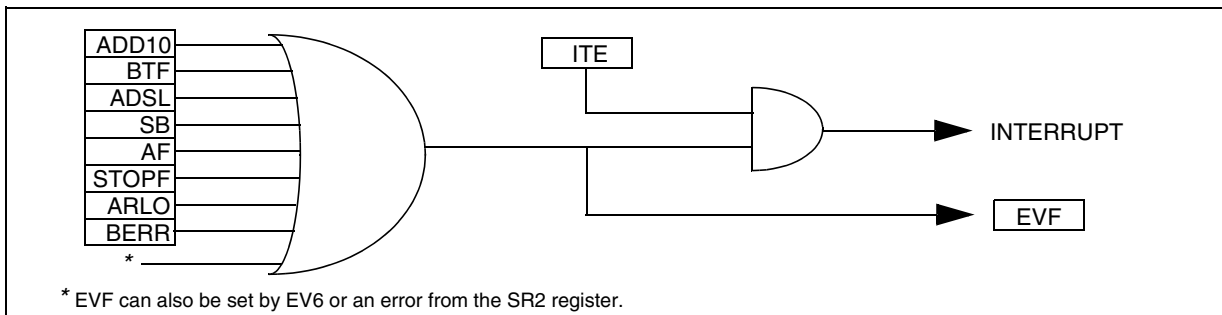 ADD10
BTF
ADSL
SB
AF
STOPF
ARLO
BERR
*
ITE
INTERRUPT
EVF
* EVF can also be set by EV6 or an error from the SR2 register.